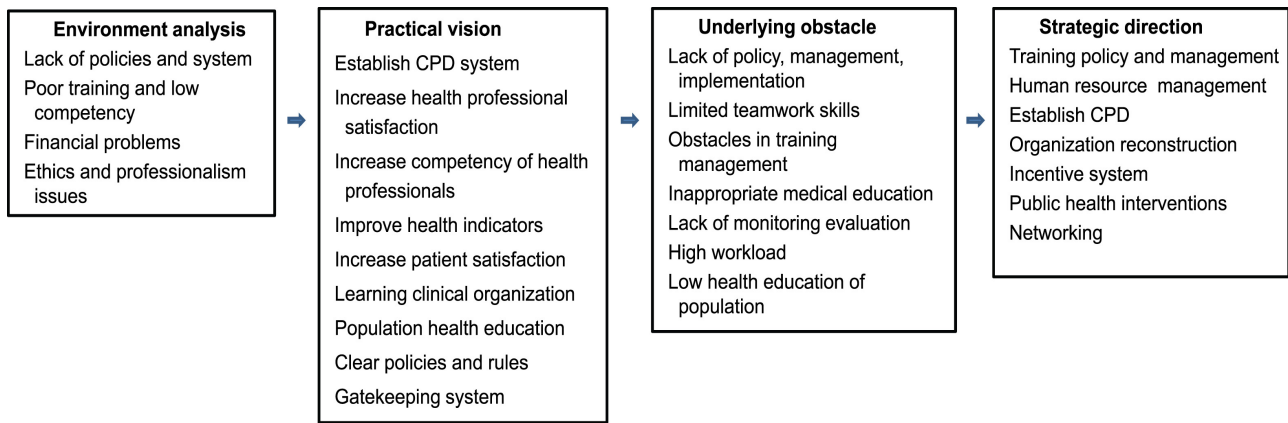 Environment analysis
Lack of policies and system
Poor training and low
competency
Financial problems
Ethics and professionalism
issues
Practical vision
Establish CPD system
Increase health professional
satisfaction
Increase competency of health
professionals
Improve health indicators
Increase patient satisfaction
Learning clinical organization
Population health education
Clear policies and rules
Gatekeeping system
Underlying obstacle
Lack of policy, management,
implementation
Limited teamwork skills
Obstacles in training
management
Inappropriate medical education
Lack of monitoring evaluation
High workload
Low health education of
population
Strategic direction
Training policy and management
Human resource management
Establish CPD
Organization reconstruction
Incentive system
Public health interventions
Networking